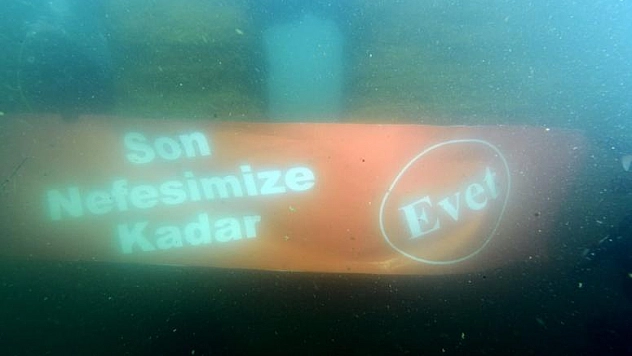 Son
Nefesimize
Kadar
Evet